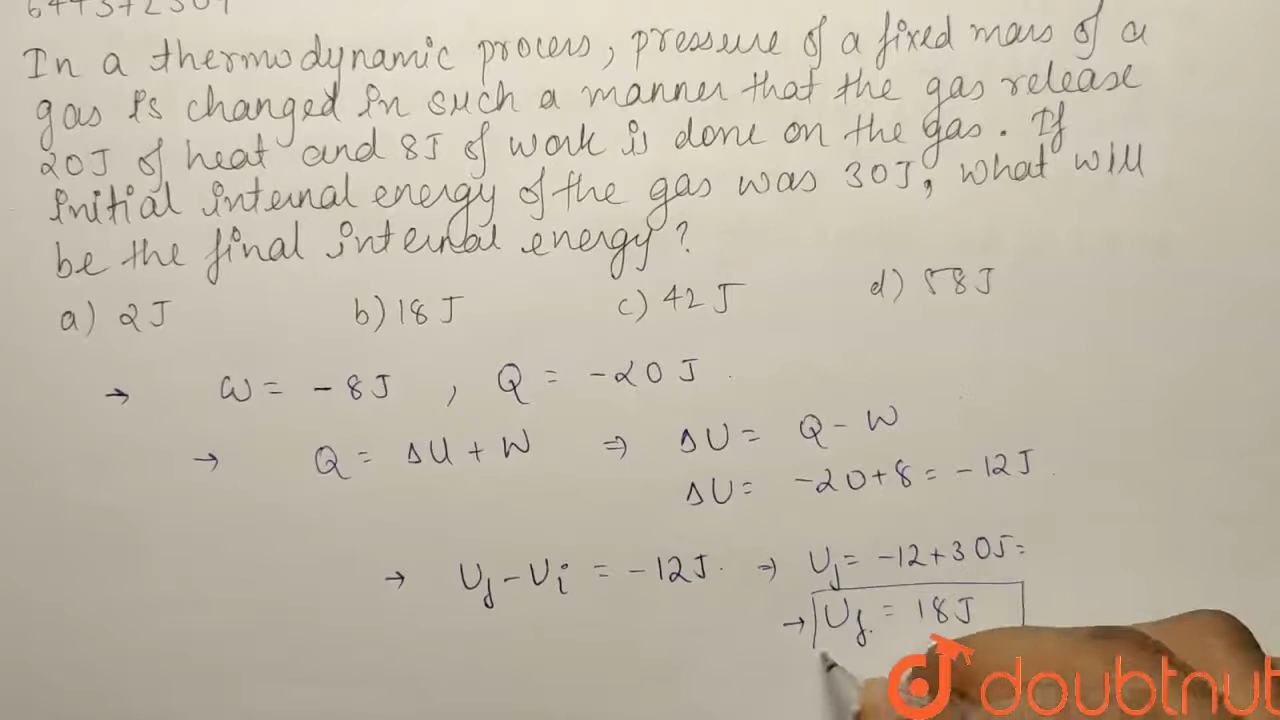 In a thermodynamic process, pressure of a fixed mass of a
gas is changed in such a manner that the gas release
20J of heat and 8J of work is done on the gas. If
initial internal energy of the gas was 30J, what will
be the final internal energy?
a) 2J b) 18J c) 42J d) 58J
→ W = -8J , Q = -20J
→ Q = ΔU + W ⇒ ΔU = Q - W
ΔU = -20+8 = -12J
→ Uf - Ui = -12J. ⇒ Uf = -12+30J=
→ Uf = 18J
doubtnut